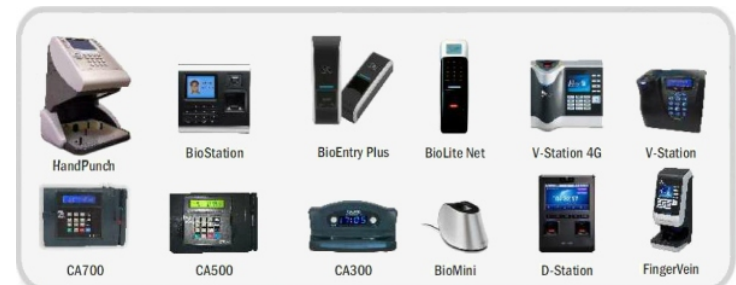 HandPunch
BioStation
BioEntry Plus
BioLite Net
V-Station 4G
V-Station
CA700
CA500
CA300
BioMini
D-Station
FingerVein